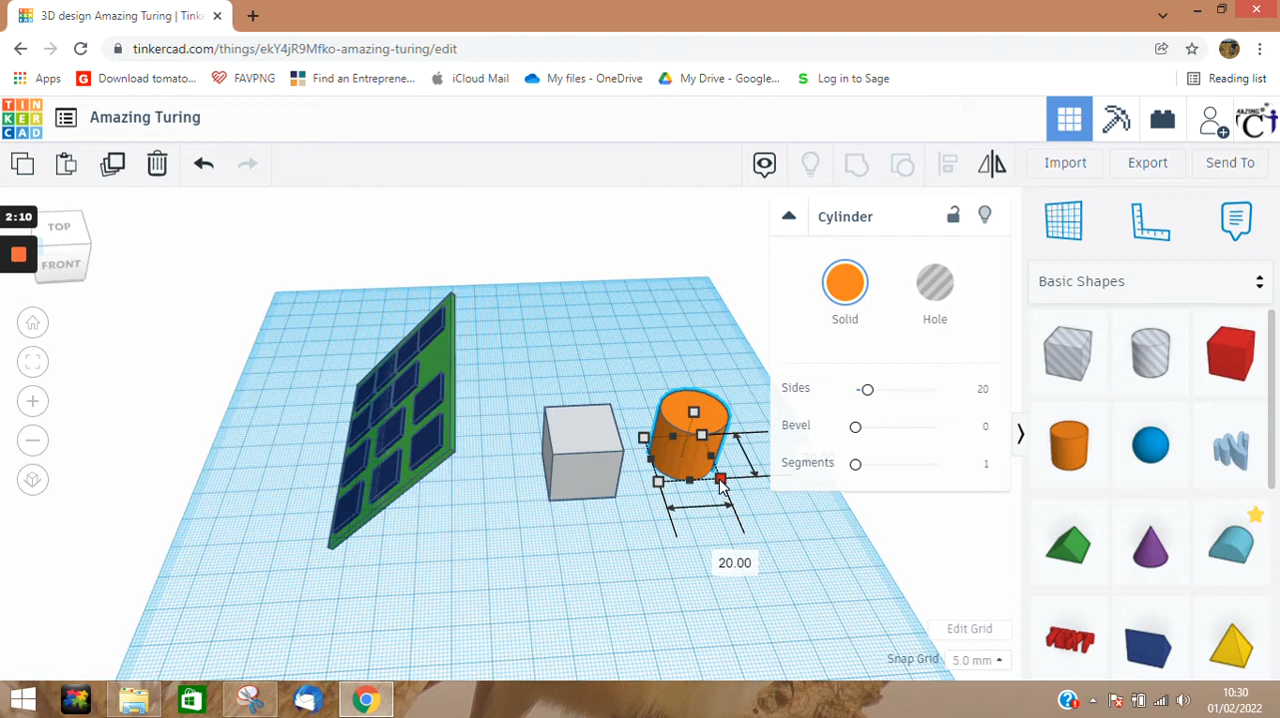 3D design Amazing Turing | Tink
tinkercad.com/things/ekY4jR9Mfko-amazing-turing/edit
Apps
Download tomato...
FAVPNG
Find an Entreprene...
iCloud Mail
My files - OneDrive
My Drive - Google...
Log in to Sage
Reading list
TIN
KER
CAD
Amazing Turing
Import
Export
Send To
2:10
TOP
FRONT
Cylinder
Solid
Hole
Sides
20
Bevel
0
Segments
1
20.00
Basic Shapes
TEXT
Edit Grid
Snap Grid
5.0 mm
10:30
01/02/2022